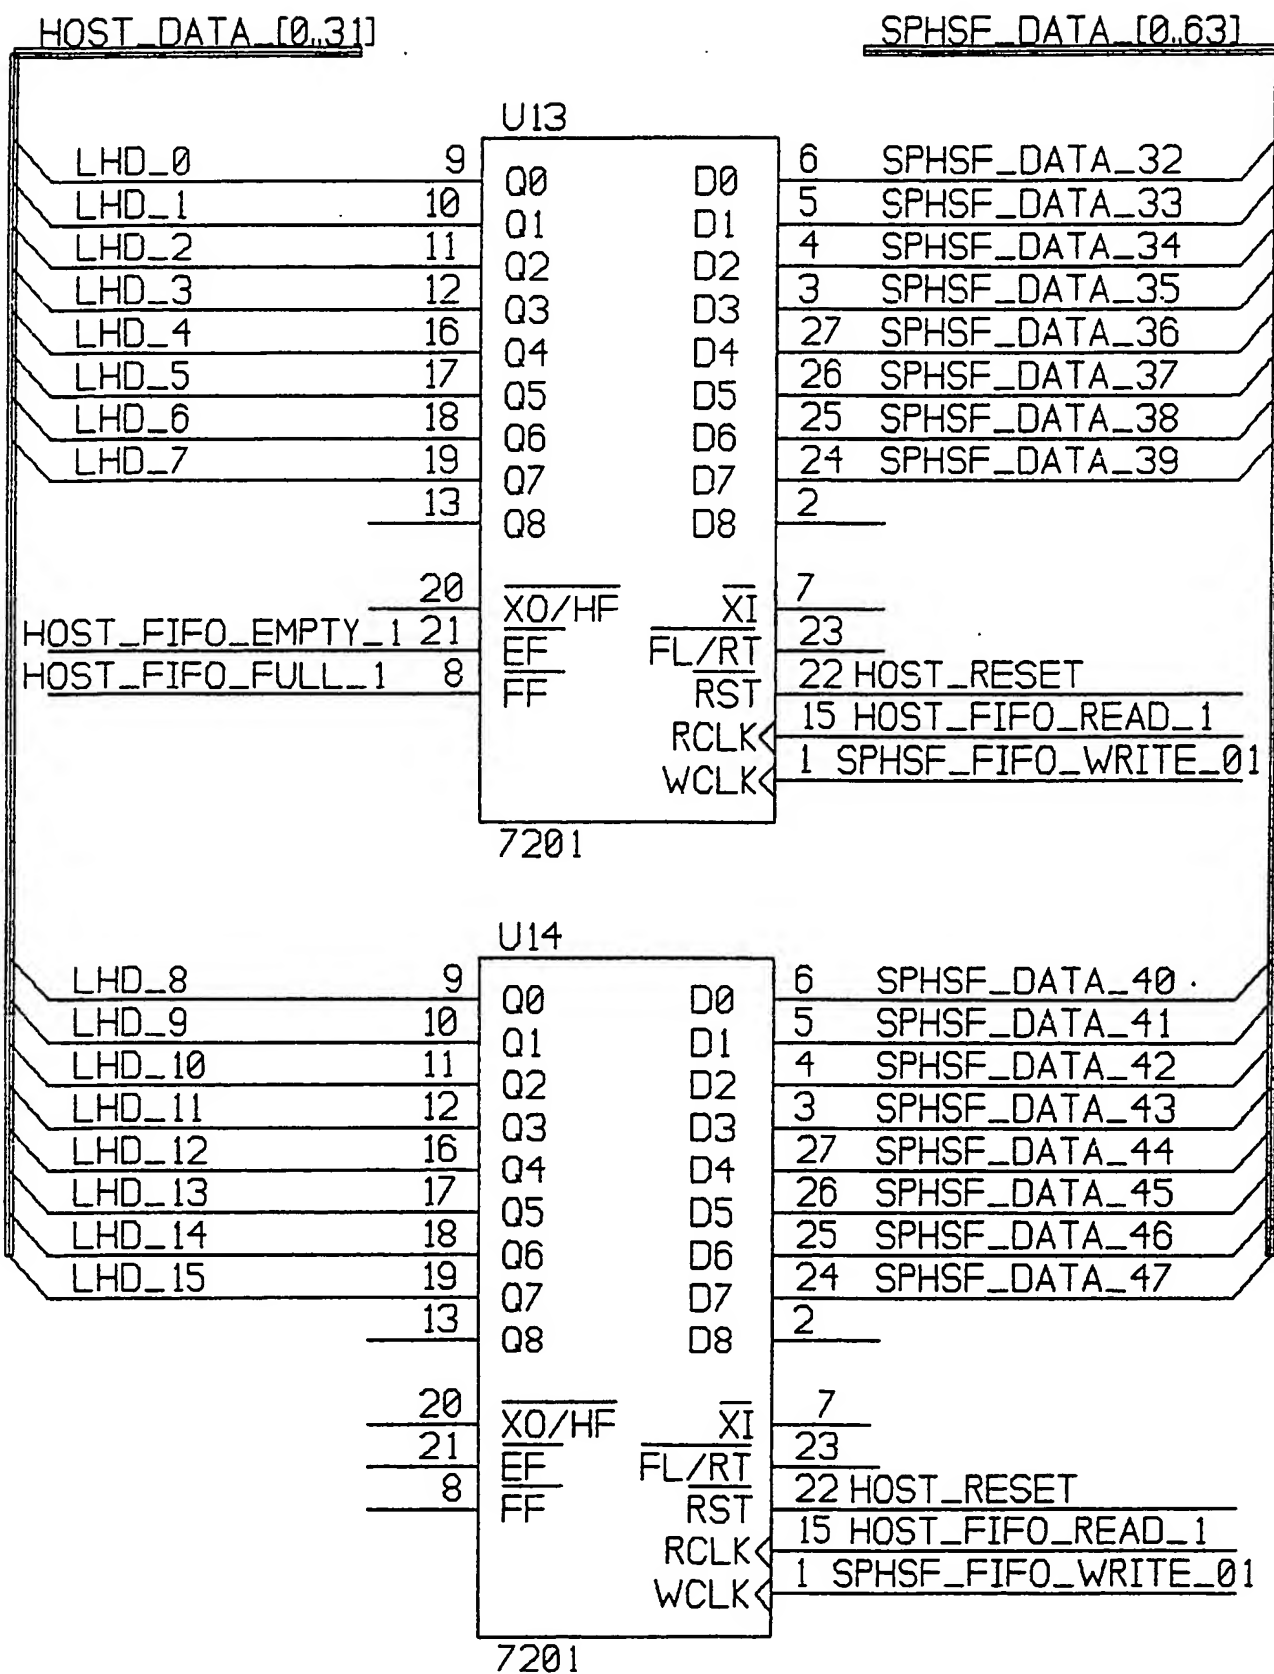 HOST_DATA_[0..31] SPHSF_DATA_[0..63]
U13
LHD_0 9 Q0 D0 6 SPHSF_DATA_32
LHD_1 10 Q1 D1 5 SPHSF_DATA_33
LHD_2 11 Q2 D2 4 SPHSF_DATA_34
LHD_3 12 Q3 D3 3 SPHSF_DATA_35
LHD_4 16 Q4 D4 27 SPHSF_DATA_36
LHD_5 17 Q5 D5 26 SPHSF_DATA_37
LHD_6 18 Q6 D6 25 SPHSF_DATA_38
LHD_7 19 Q7 D7 24 SPHSF_DATA_39
13 Q8 D8 2
20 XO/HF XI 7
HOST_FIFO_EMPTY_1 21 EF FL/RT 23
HOST_FIFO_FULL_1 8 FF RST 22 HOST_RESET
RCLK 15 HOST_FIFO_READ_1
WCLK 1 SPHSF_FIFO_WRITE_01
7201
U14
LHD_8 9 Q0 D0 6 SPHSF_DATA_40
LHD_9 10 Q1 D1 5 SPHSF_DATA_41
LHD_10 11 Q2 D2 4 SPHSF_DATA_42
LHD_11 12 Q3 D3 3 SPHSF_DATA_43
LHD_12 16 Q4 D4 27 SPHSF_DATA_44
LHD_13 17 Q5 D5 26 SPHSF_DATA_45
LHD_14 18 Q6 D6 25 SPHSF_DATA_46
LHD_15 19 Q7 D7 24 SPHSF_DATA_47
13 Q8 D8 2
20 XO/HF XI 7
21 EF FL/RT 23
8 FF RST 22 HOST_RESET
RCLK 15 HOST_FIFO_READ_1
WCLK 1 SPHSF_FIFO_WRITE_01
7201